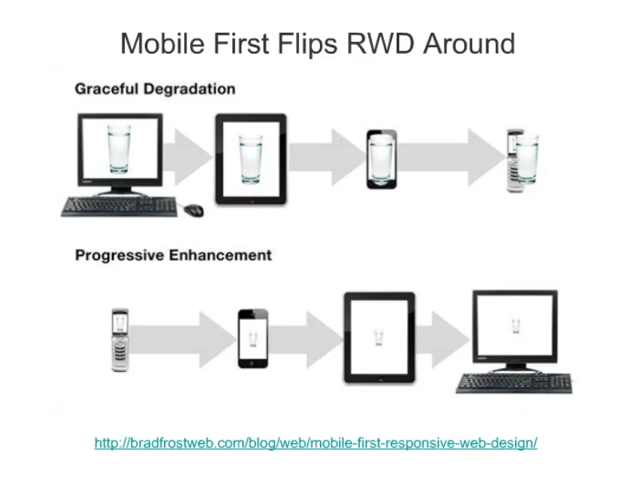 Mobile First Flips RWD Around
Graceful Degradation
Progressive Enhancement
http://bradfrostweb.com/blog/web/mobile-first-responsive-web-design/